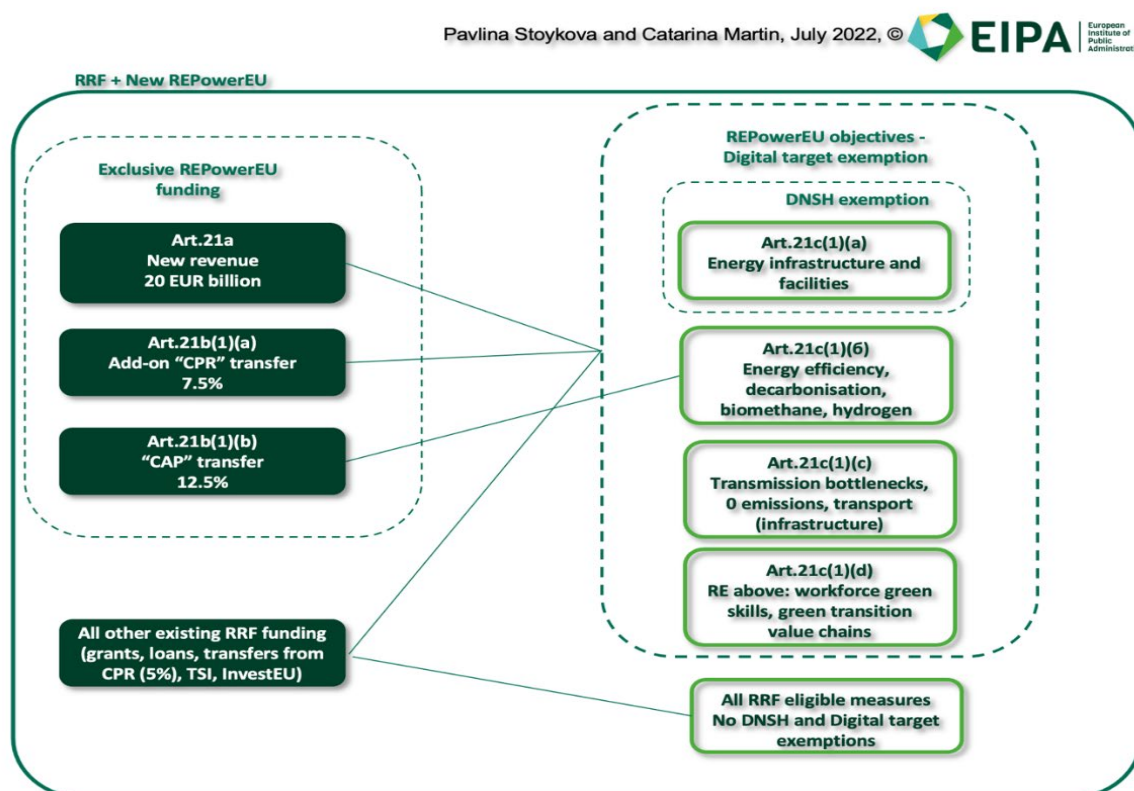 Pavlina Stoykova and Catarina Martin, July 2022, ©
EIPA
European
Institute of
Public
Administrati
RRF + New REPowerEU
Exclusive REPowerEU
funding
Art.21a
New revenue
20 EUR billion
Art.21b(1)(a)
Add-on “CPR” transfer
7.5%
Art.21b(1)(b)
“CAP” transfer
12.5%
All other existing RRF funding
(grants, loans, transfers from
CPR (5%), TSI, InvestEU)
REPowerEU objectives -
Digital target exemption
DNSH exemption
Art.21c(1)(a)
Energy infrastructure and
facilities
Art.21c(1)(б)
Energy efficiency,
decarbonisation,
biomethane, hydrogen
Art.21c(1)(c)
Transmission bottlenecks,
0 emissions, transport
(infrastructure)
Art.21c(1)(d)
RE above: workforce green
skills, green transition
value chains
All RRF eligible measures
No DNSH and Digital target
exemptions